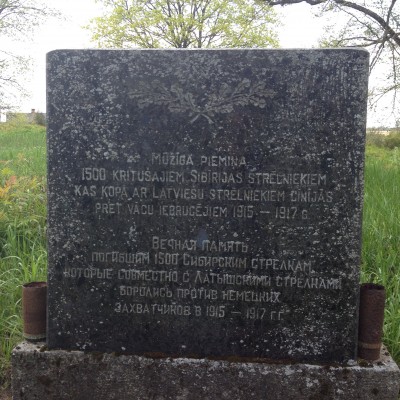 MŪŽĪGA PIEMIŅA
1500 KRITUŠAJIEM SIBĪRIJAS STRĒLNIEKIEM
KAS KOPĀ AR LATVIEŠU STRĒLNIEKIEM CĪNĪJĀS
PRET VĀCU IEBRUCĒJIEM 1915. — 1917. G.
ВЕЧНАЯ ПАМЯТЬ
ПОГИБШИМ 1500 СИБИРСКИМ СТРЕЛКАМ,
КОТОРЫЕ СОВМЕСТНО С ЛАТЫШСКИМИ СТРЕЛКАМИ
БОРОЛИСЬ ПРОТИВ НЕМЕЦКИХ
ЗАХВАТЧИКОВ В 1915 — 1917 Г.Г.